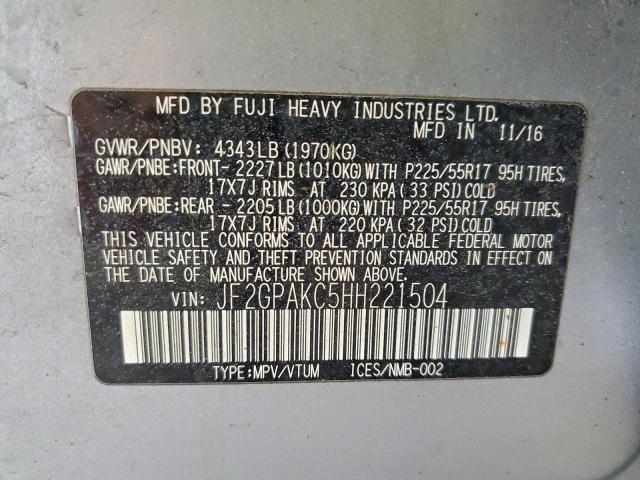 MFD BY FUJI HEAVY INDUSTRIES LTD.
MFD IN 11/16
GVWR/PNBV: 4343LB(1970KG)
GAWR/PNBE:FRONT- 2227LB(1010KG) WITH P225/55R17 95H TIRES,
17X7J RIMS AT 230 KPA( 33 PSI) COLD
GAWR/PNBE:REAR - 2205LB(1000KG) WITH P225/55R17 95H TIRES,
17X7J RIMS AT 220 KPA( 32 PSI) COLD
THIS VEHICLE CONFORMS TO ALL APPLICABLE FEDERAL MOTOR
VEHICLE SAFETY AND THEFT PREVENTION STANDARDS IN EFFECT
ON THE DATE OF MANUFACTURE SHOWN ABOVE.
VIN: JF2GPAKC5HH221504
TYPE:MPV/VTUM ICES/NMB-002